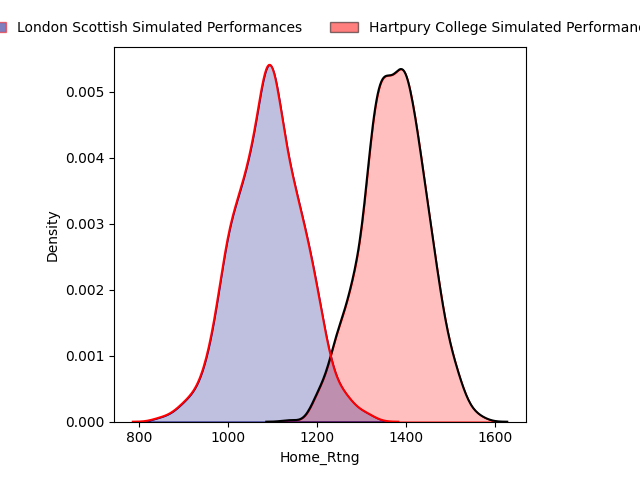 London Scottish Simulated Performances
Hartpury College Simulated
Density
0.005
0.004
0.003
0.002
0.001
0.000
800 1000 1200 1400 1600
Home_Rtng